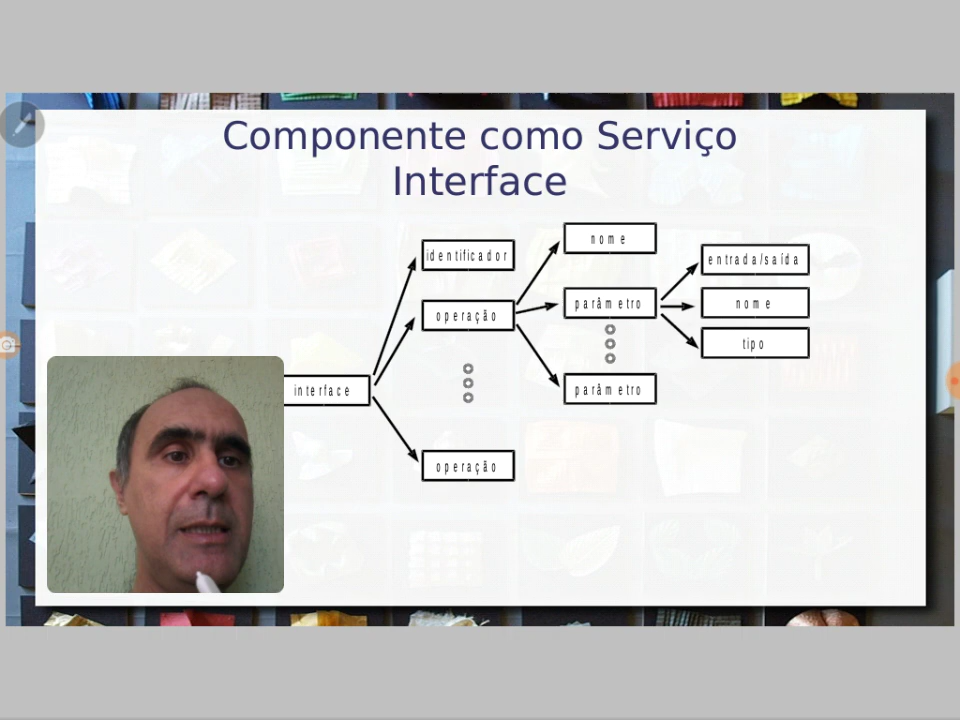 Componente como Serviço
Interface
nome
identificador
entrada/saída
operação
parâmetro
nome
tipo
interface
parâmetro
operação